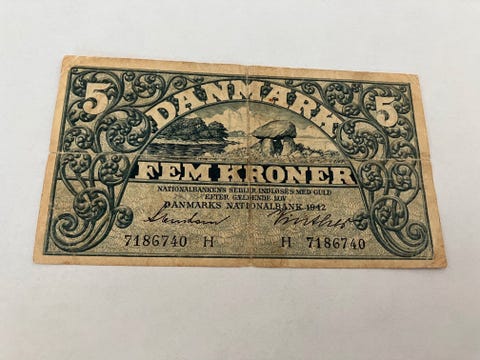 5 DANMARK 5
FEM KRONER
NATIONALBANKENS SEDLER INDLØSES MED GULD
EFTER GÆLDENDE LOV
DANMARKS NATIONALBANK 1942
7186740 H H 7186740